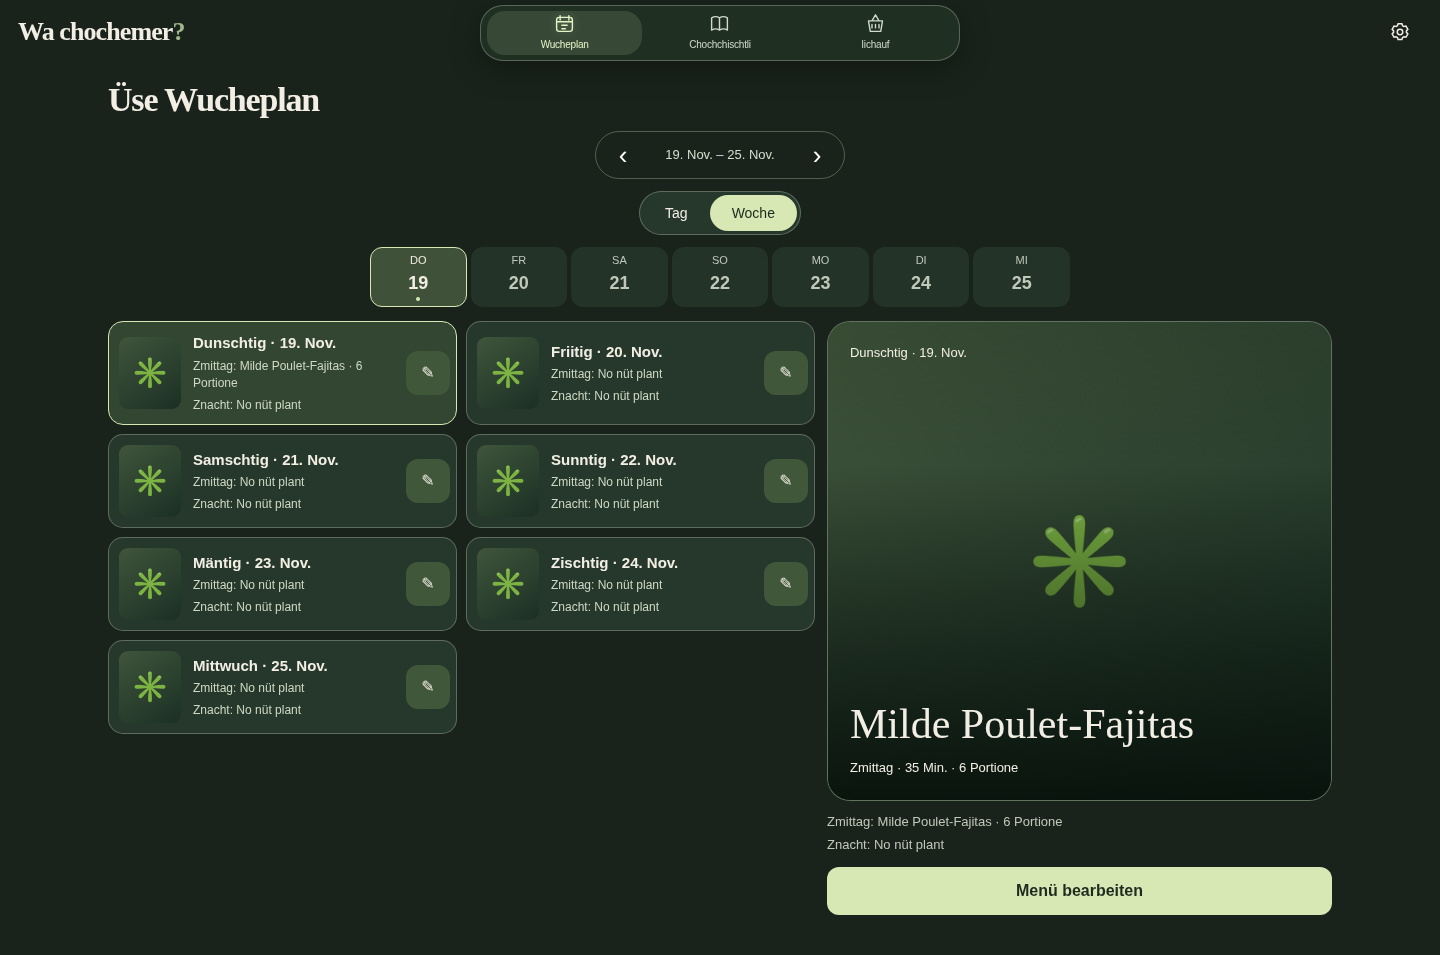 Wa chochemer?
Wucheplan
Chochchischtli
Iichauf
Üse Wucheplan
‹ 19. Nov. – 25. Nov. ›
Tag Woche
DO FR SA SO MO DI MI
19 20 21 22 23 24 25
Dunschtig · 19. Nov.
Zmittag: Milde Poulet-Fajitas · 6
Portione
Znacht: No nüt plant
Friitig · 20. Nov.
Zmittag: No nüt plant
Znacht: No nüt plant
Samschtig · 21. Nov.
Zmittag: No nüt plant
Znacht: No nüt plant
Sunntig · 22. Nov.
Zmittag: No nüt plant
Znacht: No nüt plant
Mäntig · 23. Nov.
Zmittag: No nüt plant
Znacht: No nüt plant
Zischtig · 24. Nov.
Zmittag: No nüt plant
Znacht: No nüt plant
Mittwuch · 25. Nov.
Zmittag: No nüt plant
Znacht: No nüt plant
Dunschtig · 19. Nov.
Milde Poulet-Fajitas
Zmittag · 35 Min. · 6 Portione
Zmittag: Milde Poulet-Fajitas · 6 Portione
Znacht: No nüt plant
Menü bearbeiten